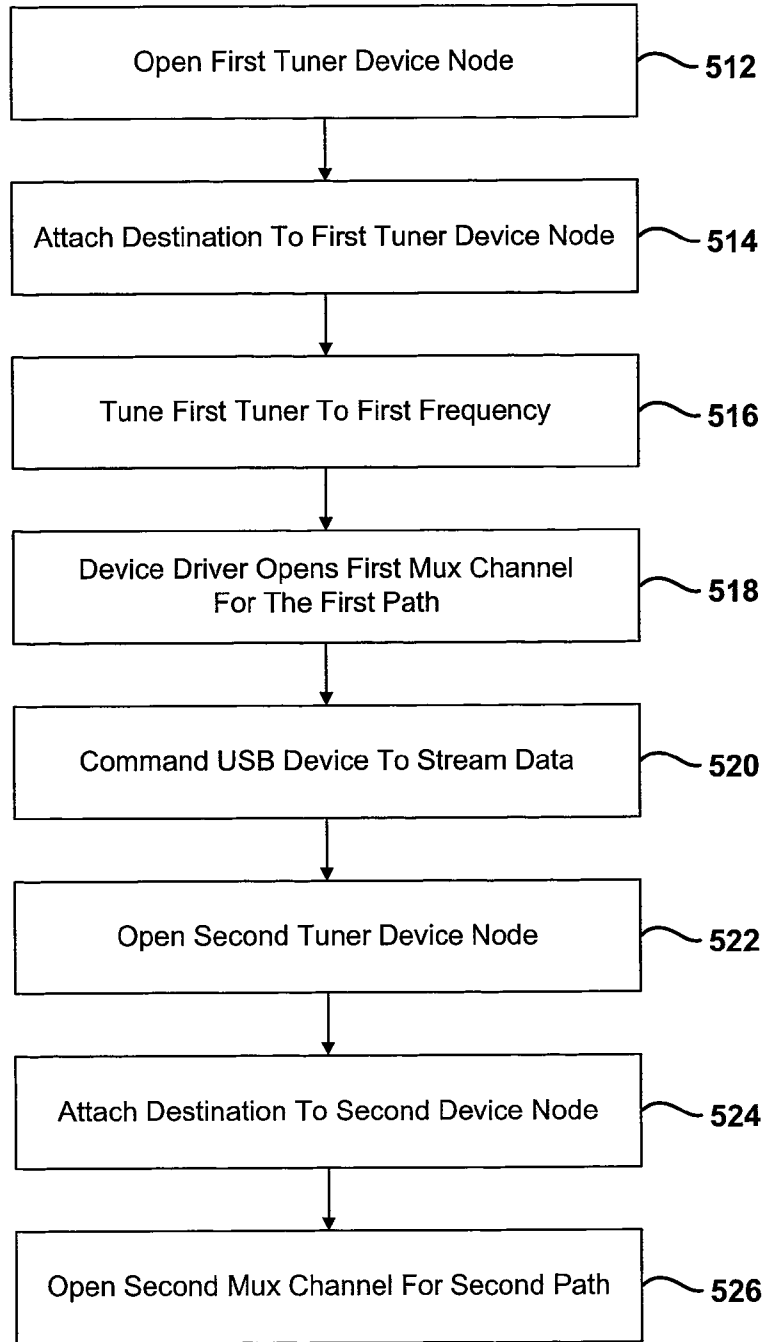 Open First Tuner Device Node
512
Attach Destination To First Tuner Device Node
514
Tune First Tuner To First Frequency
516
Device Driver Opens First Mux Channel
For The First Path
518
Command USB Device To Stream Data
520
Open Second Tuner Device Node
522
Attach Destination To Second Device Node
524
Open Second Mux Channel For Second Path
526